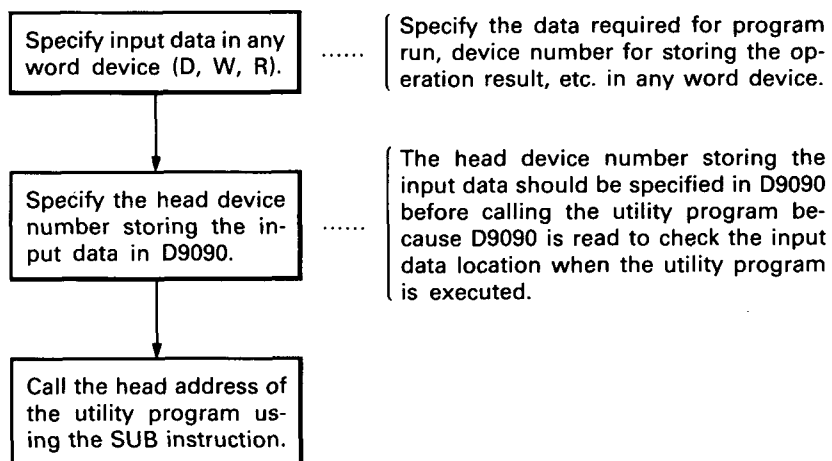 Specify input data in any
word device (D, W, R).
......
Specify the data required for program
run, device number for storing the op-
eration result, etc. in any word device.
Specify the head device
number storing the in-
put data in D9090.
......
The head device number storing the
input data should be specified in D9090
before calling the utility program be-
cause D9090 is read to check the input
data location when the utility program
is executed.
Call the head address of
the utility program us-
ing the SUB instruction.